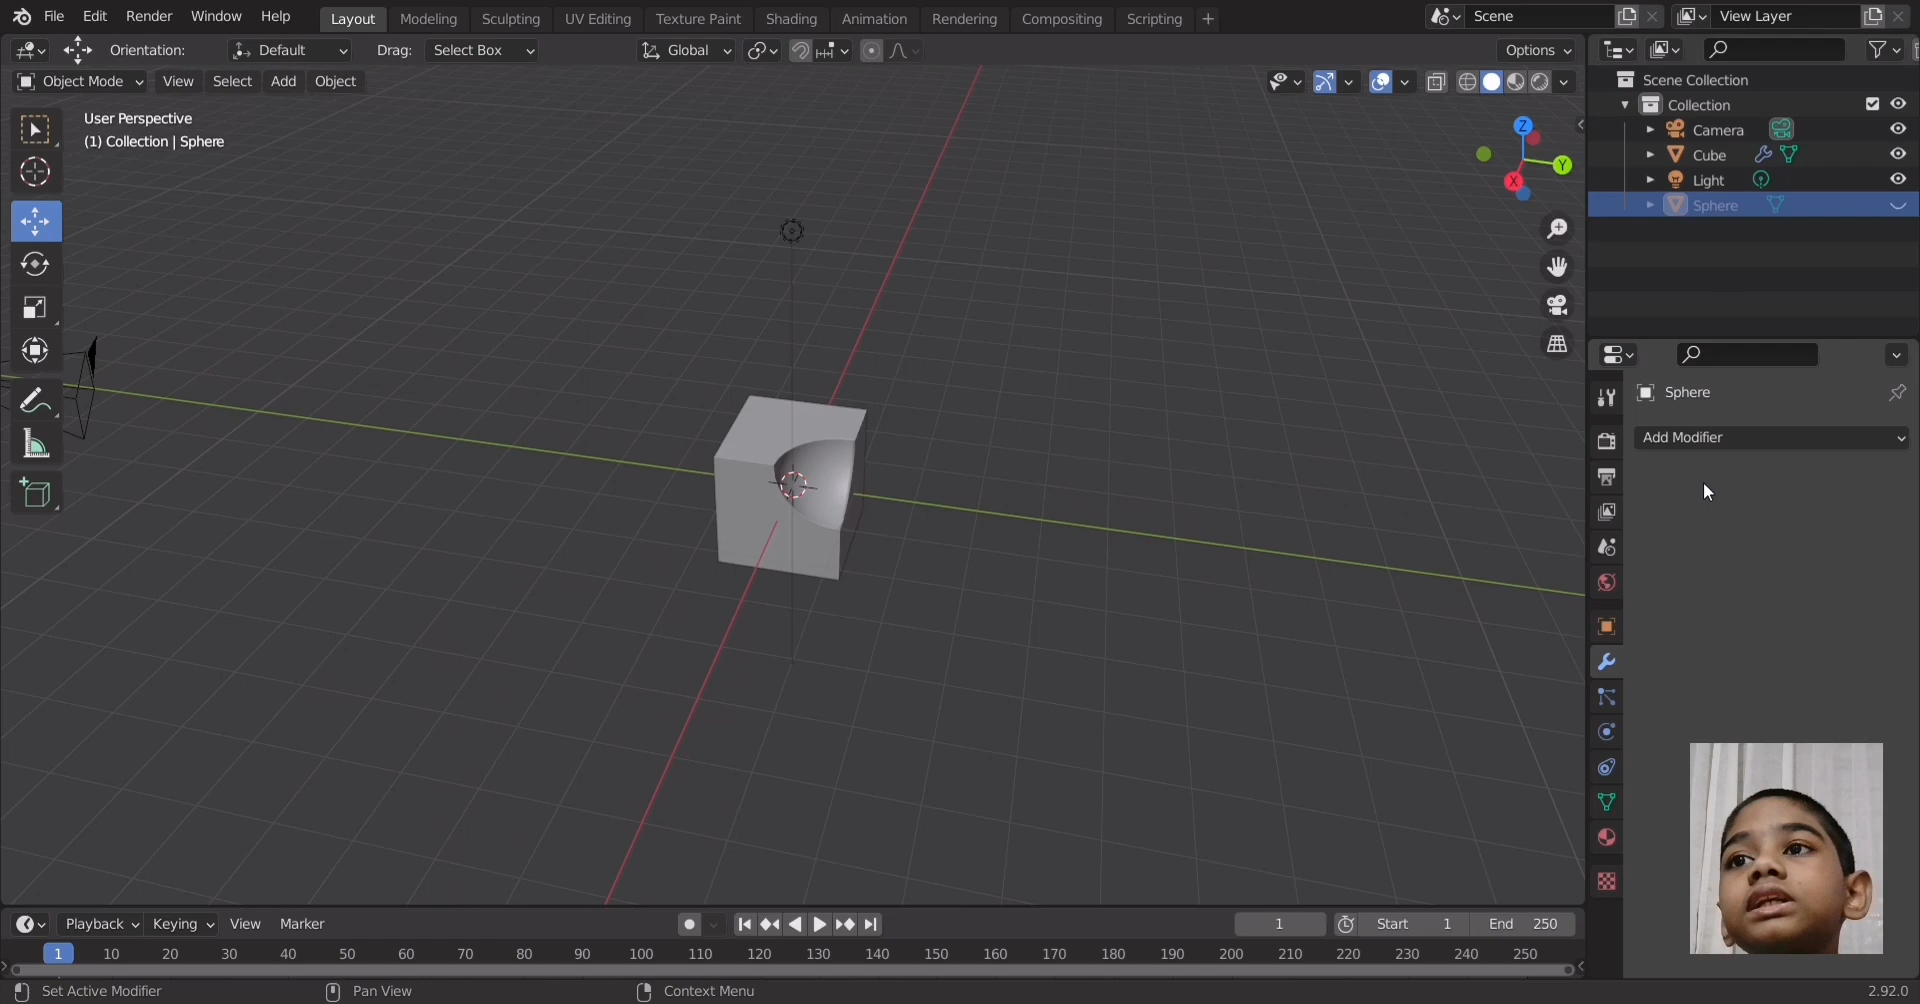 File Edit Render Window Help Layout Modeling Sculpting UV Editing Texture Paint Shading Animation Rendering Compositing Scripting + Scene View Layer
Orientation: Default Drag: Select Box Global Options
Object Mode View Select Add Object
Scene Collection
Collection
Camera
Cube
Light
Sphere
User Perspective
(1) Collection | Sphere
Z
Y
X
Sphere
Add Modifier
Playback Keying View Marker 1 Start 1 End 250
1 10 20 30 40 50 60 70 80 90 100 110 120 130 140 150 160 170 180 190 200 210 220 230 240 250
Set Active Modifier Pan View Context Menu 2.92.0